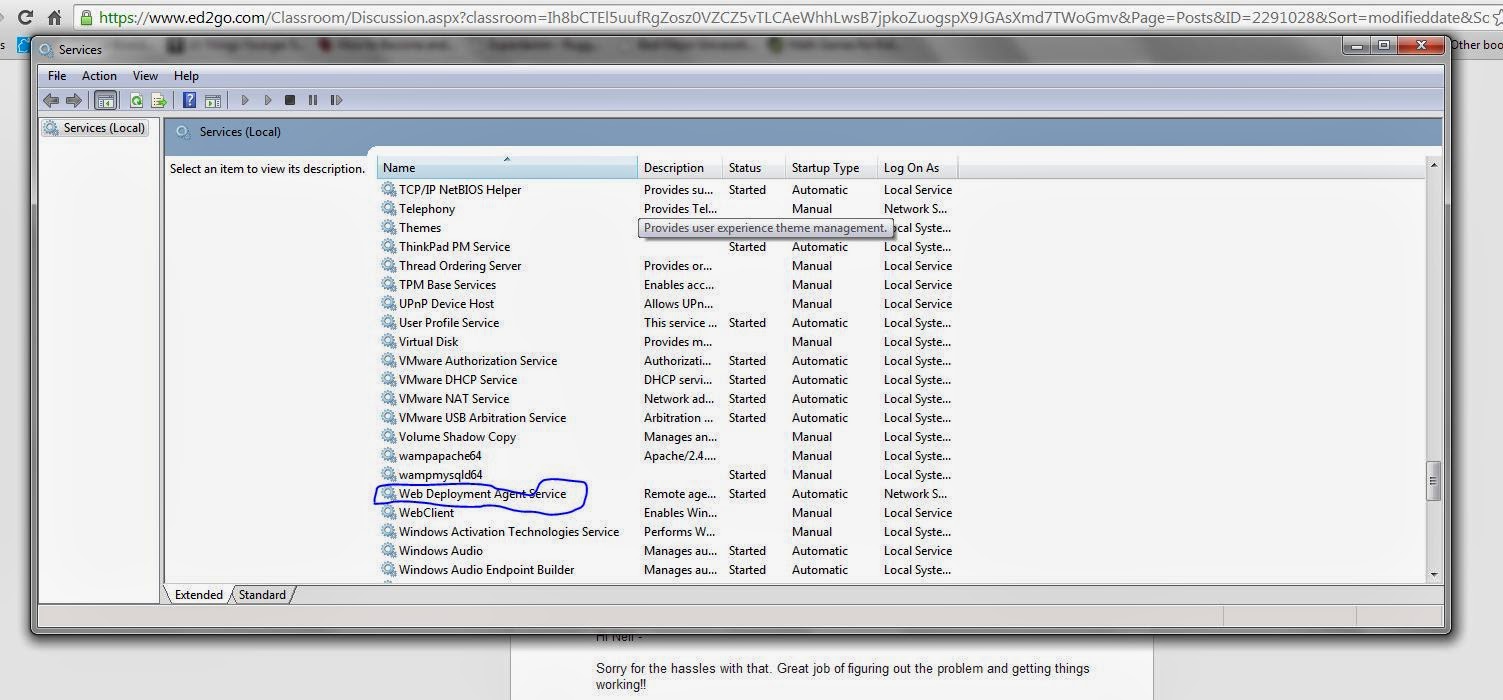 https://www.ed2go.com/Classroom/Discussion.aspx?classroom=Ih8bCTEl5uufRgZosz0VZCZ5vTLCAeWhhLwsB7jpkoZuogspX9JGAsXmd7TWoGmv&Page=Posts&ID=2291028&Sort=modifieddate&Sc
Other boo
Services
File Action View Help
Services (Local)
Services (Local)
Select an item to view its description.
Name Description Status Startup Type Log On As
TCP/IP NetBIOS Helper Provides su... Started Automatic Local Service
Telephony Provides Tel... Manual Network S...
Themes Provides user experience theme management. ocal Syste...
ThinkPad PM Service Started Automatic Local Syste...
Thread Ordering Server Provides or... Manual Local Service
TPM Base Services Enables acc... Manual Local Service
UPnP Device Host Allows UPn... Manual Local Service
User Profile Service This service ... Started Automatic Local Syste...
Virtual Disk Provides m... Manual Local Syste...
VMware Authorization Service Authorizati... Started Automatic Local Syste...
VMware DHCP Service DHCP servi... Started Automatic Local Syste...
VMware NAT Service Network ad... Started Automatic Local Syste...
VMware USB Arbitration Service Arbitration ... Started Automatic Local Syste...
Volume Shadow Copy Manages an... Manual Local Syste...
wampapache64 Apache/2.4.... Manual Local Syste...
wampmysqld64 Started Manual Local Syste...
Web Deployment Agent Service Remote age... Started Automatic Network S...
WebClient Enables Win... Manual Local Service
Windows Activation Technologies Service Performs W... Manual Local Syste...
Windows Audio Manages au... Started Automatic Local Service
Windows Audio Endpoint Builder Manages au... Started Automatic Local Syste...
Extended Standard
Hi Neil -
Sorry for the hassles with that. Great job of figuring out the problem and getting things
working!!